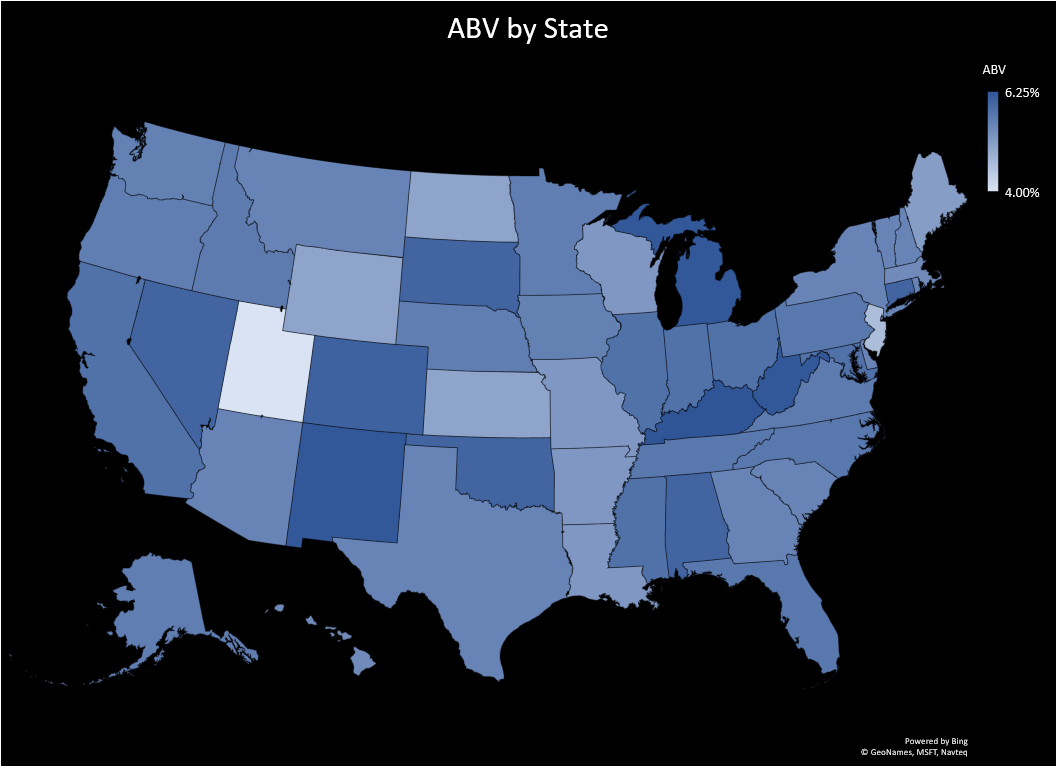 ABV by State
ABV
6.25%
4.00%
Powered by Bing
© GeoNames, MSFT, Navteq